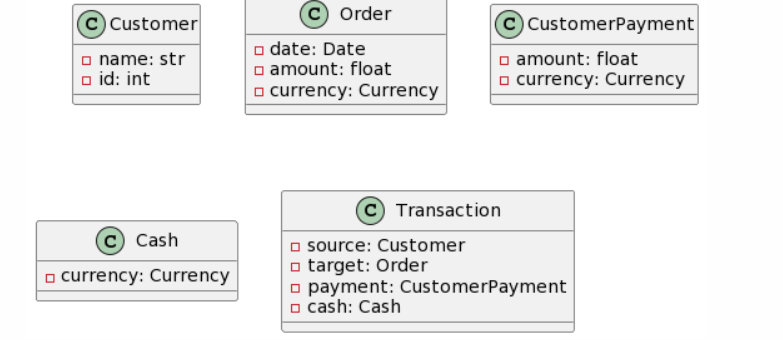 C Customer
name: str
id: int
C Order
date: Date
amount: float
currency: Currency
C CustomerPayment
amount: float
currency: Currency
C Cash
currency: Currency
C Transaction
source: Customer
target: Order
payment: CustomerPayment
cash: Cash